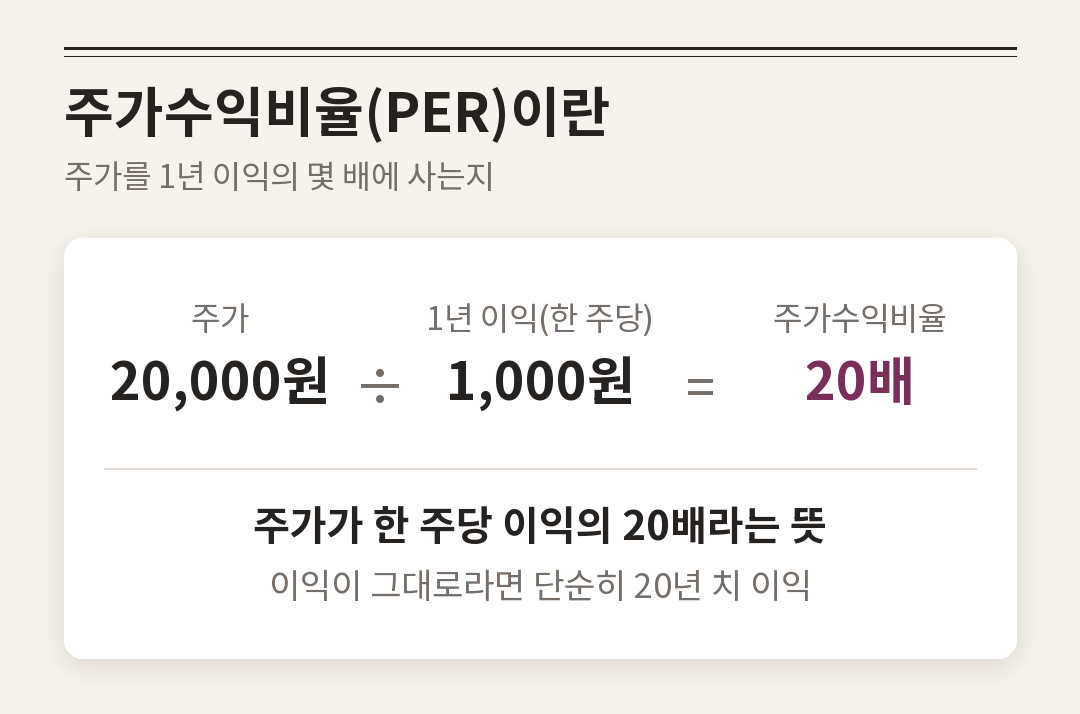 주가수익비율(PER)이란
주가를 1년 이익의 몇 배에 사는지
주가 1년 이익(한 주당) 주가수익비율
20,000원 ÷ 1,000원 = 20배
주가가 한 주당 이익의 20배라는 뜻
이익이 그대로라면 단순히 20년 치 이익